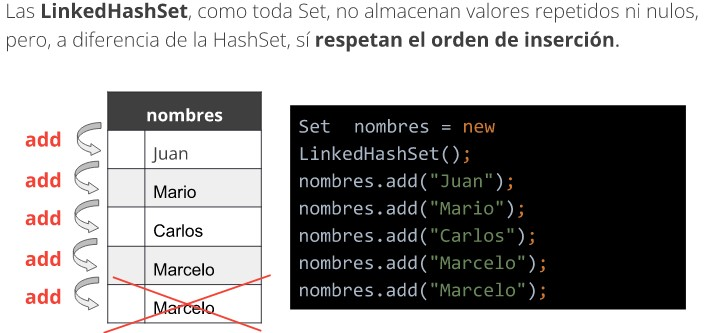 Las LinkedHashSet, como toda Set, no almacenan valores repetidos ni nulos,
pero, a diferencia de la HashSet, sí respetan el orden de inserción.
nombres
add
Juan
add
Mario
add
Carlos
add
Marcelo
add
Marcelo
Set nombres = new
LinkedHashSet();
nombres.add("Juan");
nombres.add("Mario");
nombres.add("Carlos");
nombres.add("Marcelo");
nombres.add("Marcelo");